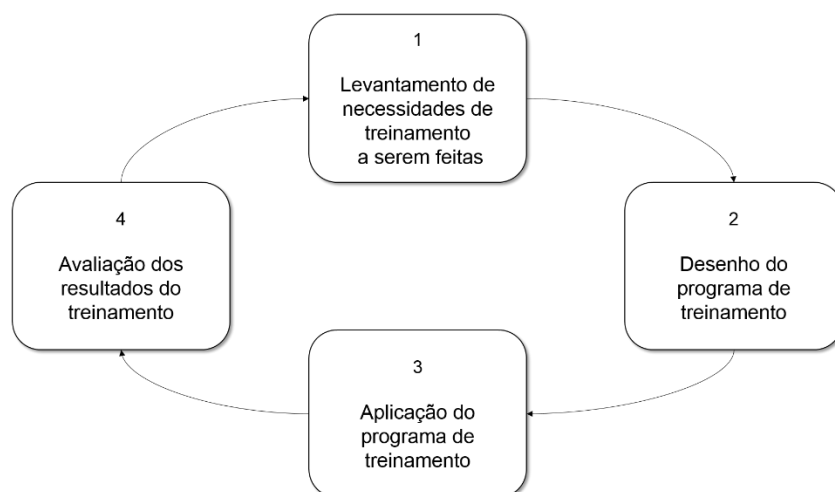 1
Levantamento de
necessidades de
treinamento
a serem feitas
2
Desenho do
programa de
treinamento
3
Aplicação do
programa de
treinamento
4
Avaliação dos
resultados do
treinamento